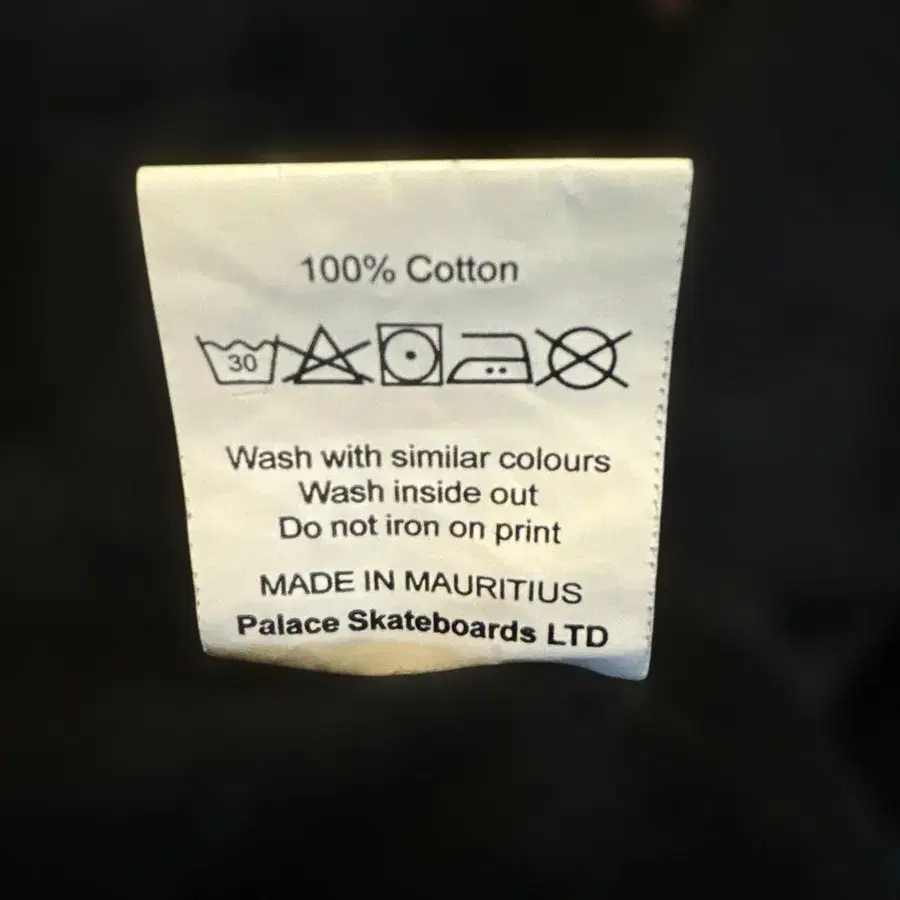 100% Cotton
30
Wash with similar colours
Wash inside out
Do not iron on print
MADE IN MAURITIUS
Palace Skateboards LTD